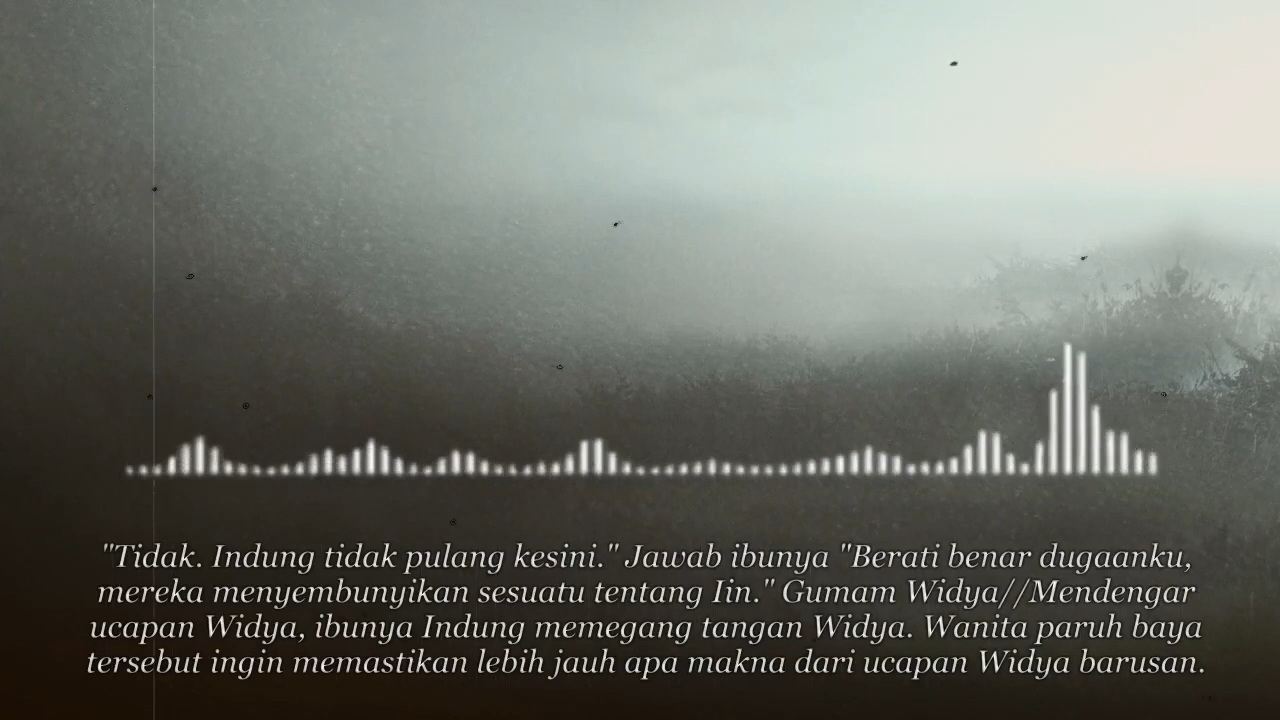 "Tidak. Indung tidak pulang kesini." Jawab ibunya "Berati benar dugaanku,
mereka menyembunyikan sesuatu tentang Iin." Gumam Widya//Mendengar
ucapan Widya, ibunya Indung memegang tangan Widya. Wanita paruh baya
tersebut ingin memastikan lebih jauh apa makna dari ucapan Widya barusan.